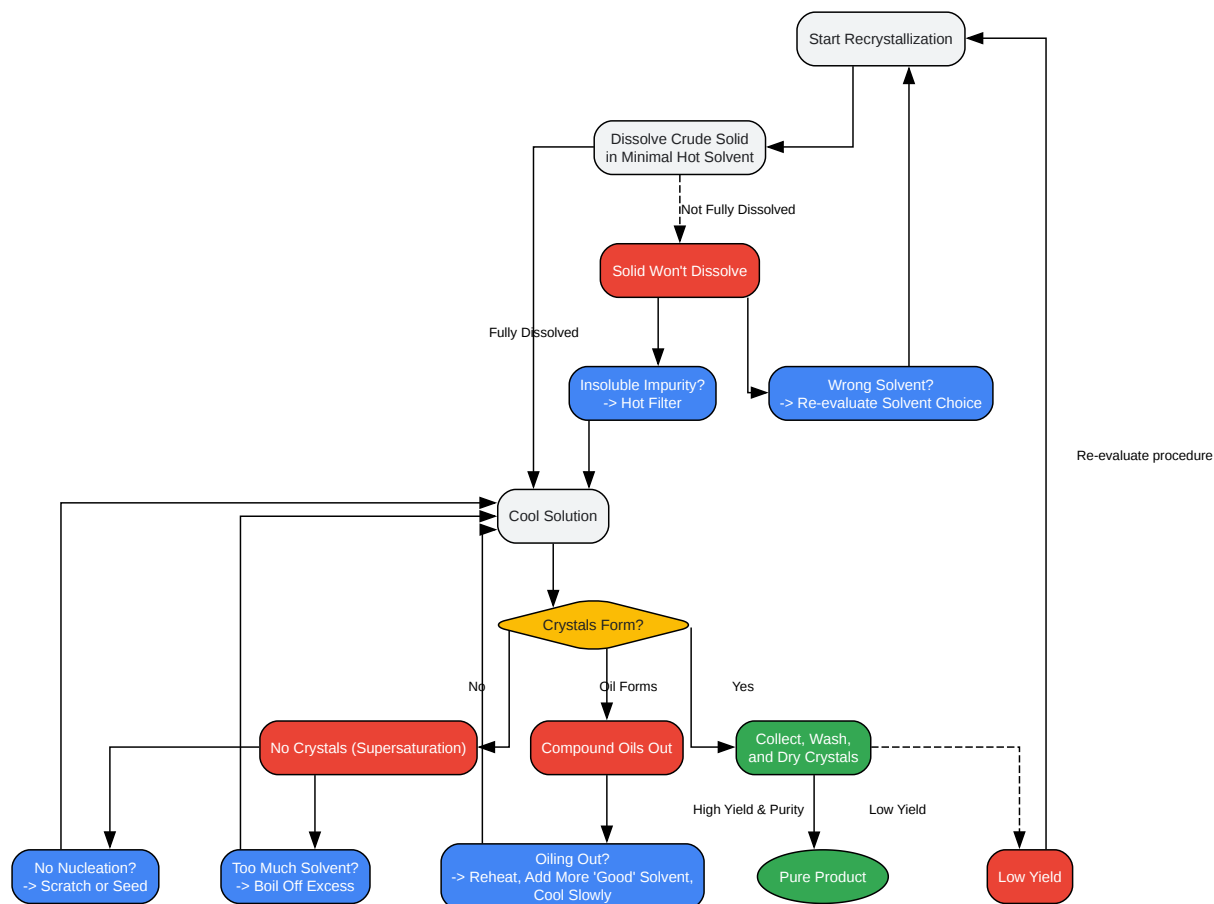 Start Recrystallization
Dissolve Crude Solid
in Minimal Hot Solvent
Not Fully Dissolved
Solid Won't Dissolve
Fully Dissolved
Insoluble Impurity?
-> Hot Filter
Wrong Solvent?
-> Re-evaluate Solvent Choice
Re-evaluate procedure
Cool Solution
Crystals Form?
No
Oil Forms
Yes
No Crystals (Supersaturation)
Compound Oils Out
Collect, Wash,
and Dry Crystals
High Yield & Purity
Low Yield
No Nucleation?
-> Scratch or Seed
Too Much Solvent?
-> Boil Off Excess
Oiling Out?
-> Reheat, Add More 'Good' Solvent,
Cool Slowly
Pure Product
Low Yield